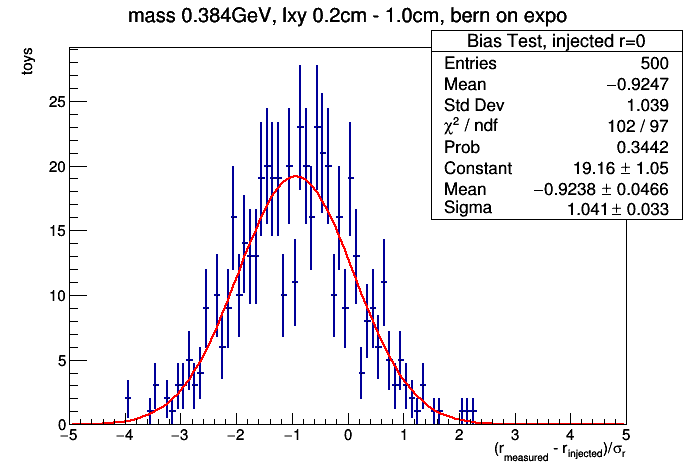 mass 0.384GeV, lxy 0.2cm - 1.0cm, bern on expo
Bias Test, injected r=0
Entries 500
Mean −0.9247
Std Dev 1.039
χ² / ndf 102 / 97
Prob 0.3442
Constant 19.16 ± 1.05
Mean −0.9238 ± 0.0466
Sigma 1.041 ± 0.033
toys
25
20
15
10
5
0
−5 −4 −3 −2 −1 0 1 2 3 4 5
(r_measured - r_injected)/σ_r